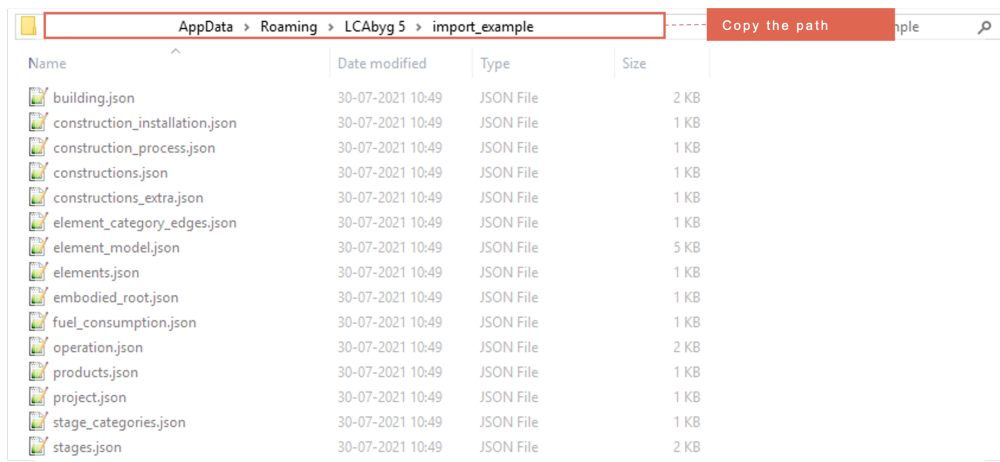 AppData > Roaming > LCAbyg 5 > import_example Copy the path mple
Name Date modified Type Size
building.json 30-07-2021 10:49 JSON File 2 KB
construction_installation.json 30-07-2021 10:49 JSON File 1 KB
construction_process.json 30-07-2021 10:49 JSON File 1 KB
constructions.json 30-07-2021 10:49 JSON File 1 KB
constructions_extra.json 30-07-2021 10:49 JSON File 1 KB
element_category_edges.json 30-07-2021 10:49 JSON File 1 KB
element_model.json 30-07-2021 10:49 JSON File 5 KB
elements.json 30-07-2021 10:49 JSON File 1 KB
embodied_root.json 30-07-2021 10:49 JSON File 1 KB
fuel_consumption.json 30-07-2021 10:49 JSON File 1 KB
operation.json 30-07-2021 10:49 JSON File 2 KB
products.json 30-07-2021 10:49 JSON File 1 KB
project.json 30-07-2021 10:49 JSON File 1 KB
stage_categories.json 30-07-2021 10:49 JSON File 1 KB
stages.json 30-07-2021 10:49 JSON File 2 KB